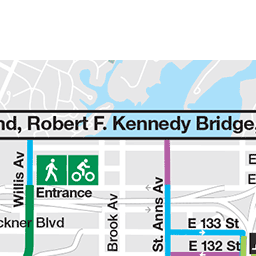 nd, Robert F. Kennedy Bridge,
Willis Av
Entrance
ckner Blvd
Brook Av
St. Anns Av
E
E
E 133 St
E 132 St